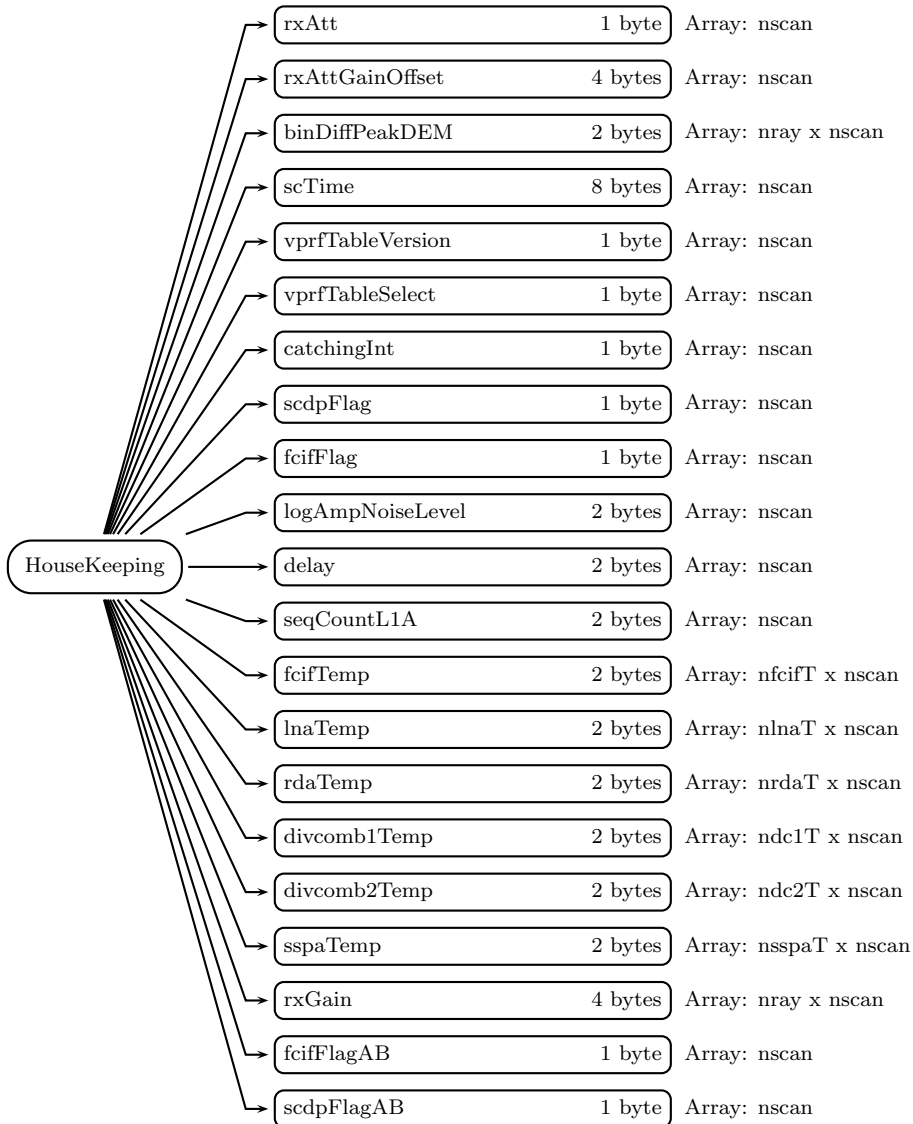 rxAtt 1 byte Array: nscan
rxAttGainOffset 4 bytes Array: nscan
binDiffPeakDEM 2 bytes Array: nray x nscan
scTime 8 bytes Array: nscan
vprfTableVersion 1 byte Array: nscan
vprfTableSelect 1 byte Array: nscan
catchingInt 1 byte Array: nscan
scdpFlag 1 byte Array: nscan
fcifFlag 1 byte Array: nscan
logAmpNoiseLevel 2 bytes Array: nscan
HouseKeeping delay 2 bytes Array: nscan
seqCountL1A 2 bytes Array: nscan
fcifTemp 2 bytes Array: nfcifT x nscan
lnaTemp 2 bytes Array: nlnaT x nscan
rdaTemp 2 bytes Array: nrdaT x nscan
divcomb1Temp 2 bytes Array: ndc1T x nscan
divcomb2Temp 2 bytes Array: ndc2T x nscan
sspaTemp 2 bytes Array: nsspaT x nscan
rxGain 4 bytes Array: nray x nscan
fcifFlagAB 1 byte Array: nscan
scdpFlagAB 1 byte Array: nscan